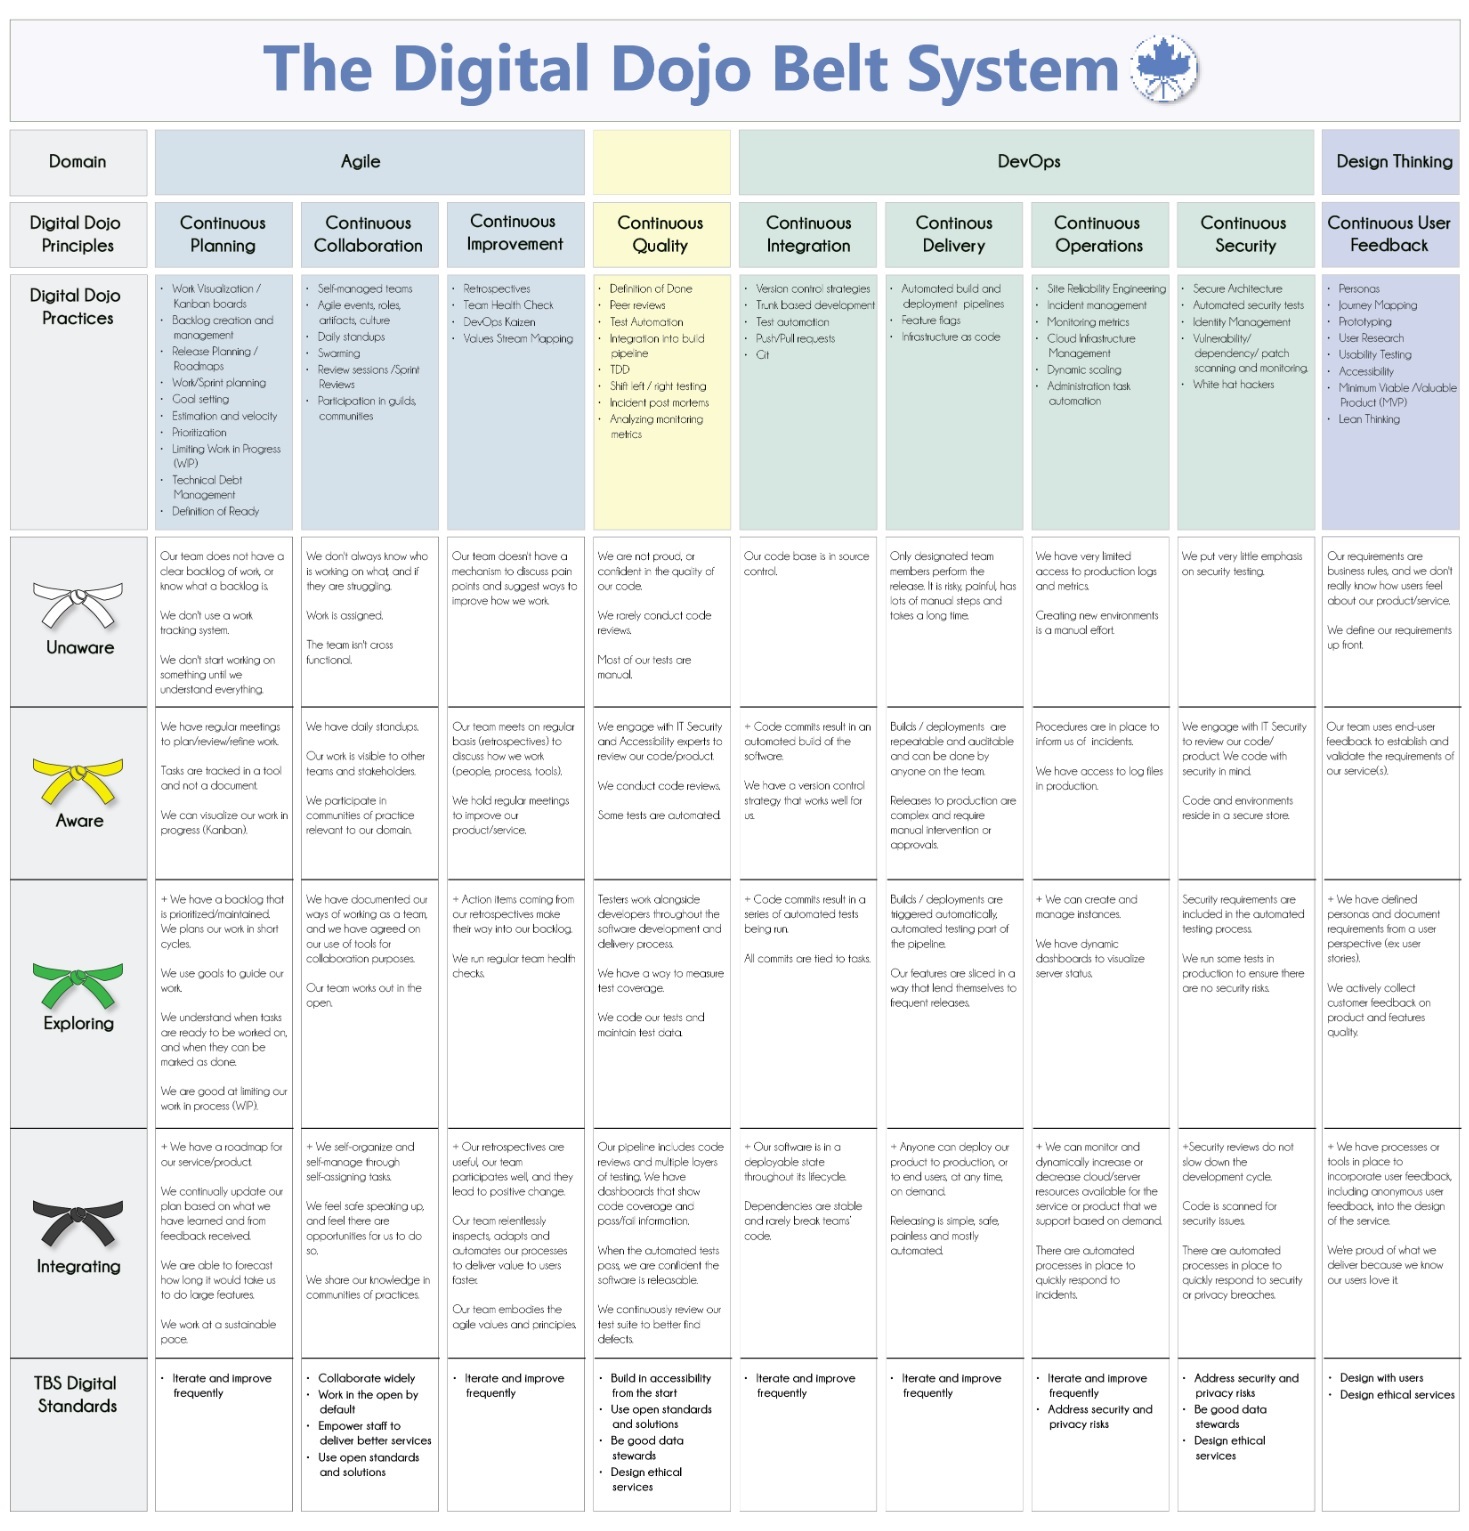 The Digital Dojo Belt System
Domain
Agile
DevOps
Design Thinking
Digital Dojo
Principles
Continuous
Planning
Continuous
Collaboration
Continuous
Improvement
Continuous
Quality
Continuous
Integration
Continous
Delivery
Continuous
Operations
Continuous
Security
Continuous User
Feedback
Digital Dojo
Practices
• Work Visualization /
Kanban boards
• Backlog creation and
management
• Release Planning /
Roadmaps
• Work/Sprint planning
• Goal setting
• Estimation and velocity
• Prioritization
• Limiting Work in Progress
(WIP)
• Technical Debt
Management
• Definition of Ready
• Self-managed teams
• Agile events, roles,
artifacts, culture
• Daily standups
• Swarming
• Review sessions /Sprint
Reviews
• Participation in guilds,
communities
• Retrospectives
• Team Health Check
• DevOps Kaizen
• Values Stream Mapping
• Definition of Done
• Peer reviews
• Test Automation
• Integration into build
pipeline
• TDD
• Shift left / right testing
• Incident post mortems
• Analyzing monitoring
metrics
• Version control strategies
• Trunk based development
• Test automation
• Push/Pull requests
• Git
• Automated build and
deployment pipelines
• Feature flags
• Infrastructure as code
• Site Reliability Engineering
• Incident management
• Monitoring metrics
• Cloud Infrastructure
Management
• Dynamic scaling
• Administration task
automation
• Secure Architecture
• Automated security tests
• Identity Management
• Vulnerability/
dependency/ patch
scanning and monitoring.
• White hat hackers
• Personas
• Journey Mapping
• Prototyping
• User Research
• Usability Testing
• Accessibility
• Minimum Viable /Valuable
Product (MVP)
• Lean Thinking
Unaware
Our team does not have a
clear backlog of work, or
know what a backlog is.
We don't use a work
tracking system.
We don't start working on
something until we
understand everything.
We don't always know who
is working on what, and if
they are struggling.
Work is assigned.
The team isn't cross
functional.
Our team doesn't have a
mechanism to discuss pain
points and suggest ways to
improve how we work.
We are not proud, or
confident in the quality of
our code.
We rarely conduct code
reviews.
Most of our tests are
manual.
Our code base is in source
control.
Only designated team
members perform the
release. It is risky, painful, has
lots of manual steps and
takes a long time.
We have very limited
access to production logs
and metrics.
Creating new environments
is a manual effort.
We put very little emphasis
on security testing.
Our requirements are
business rules, and we don't
really know how users feel
about our product/service.
We define our requirements
up front.
Aware
We have regular meetings
to plan/review/refine work.
Tasks are tracked in a tool
and not a document.
We can visualize our work in
progress (Kanban).
We have daily standups.
Our work is visible to other
teams and stakeholders.
We participate in
communities of practice
relevant to our domain.
Our team meets on regular
basis (retrospectives) to
discuss how we work
(people, process, tools).
We hold regular meetings
to improve our
product/service.
We engage with IT Security
and Accessibility experts to
review our code/product.
We conduct code reviews.
Some tests are automated.
+ Code commits result in an
automated build of the
software.
We have a version control
strategy that works well for
us.
Builds / deployments are
repeatable and auditable
and can be done by
anyone on the team.
Releases to production are
complex and require
manual intervention or
approvals.
Procedures are in place to
inform us of incidents.
We have access to log files
in production.
We engage with IT Security
to review our code/
product. We code with
security in mind.
Code and environments
reside in a secure store.
Our team uses end-user
feedback to establish and
validate the requirements of
our service(s).
Exploring
+ We have a backlog that
is prioritized/maintained.
We plans our work in short
cycles.
We use goals to guide our
work.
We understand when tasks
are ready to be worked on,
and when they can be
marked as done.
We are good at limiting our
work in process (WIP).
We have documented our
ways of working as a team,
and we have agreed on
our use of tools for
collaboration purposes.
Our team works out in the
open.
+ Action items coming from
our retrospectives make
their way into our backlog.
We run regular team health
checks.
Testers work alongside
developers throughout the
software development and
delivery process.
We have a way to measure
test coverage.
We code our tests and
maintain test data.
+ Code commits result in a
series of automated tests
being run.
All commits are tied to tasks.
Builds / deployments are
triggered automatically,
automated testing part of
the pipeline.
Our features are sliced in a
way that lend themselves to
frequent releases.
+ We can create and
manage instances.
We have dynamic
dashboards to visualize
server status.
Security requirements are
included in the automated
testing process.
We run some tests in
production to ensure there
are no security risks.
+ We have defined
personas and document
requirements from a user
perspective (ex user
stories).
We actively collect
customer feedback on
product and features
quality.
Integrating
+ We have a roadmap for
our service/product.
We continually update our
plan based on what we
have learned and from
feedback received.
We are able to forecast
how long it would take us
to do large features.
We work at a sustainable
pace.
+ We self-organize and
self-manage through
self-assigning tasks.
We feel safe speaking up,
and feel there are
opportunities for us to do
so.
We share our knowledge in
communities of practices.
+ Our retrospectives are
useful, our team
participates well, and they
lead to positive change.
Our team relentlessly
inspects, adapts and
automates our processes
to deliver value to users
faster.
Our team embodies the
agile values and principles.
Our pipeline includes code
reviews and multiple layers
of testing. We have
dashboards that show
code coverage and
pass/fail information.
When the automated tests
pass, we are confident the
software is releasable.
We continuously review our
test suite to better find
defects.
+ Our software is in a
deployable state
throughout its lifecycle.
Dependencies are stable
and rarely break teams'
code.
+ Anyone can deploy our
product to production, or
to end users, at any time,
on demand.
Releasing is simple, safe,
painless and mostly
automated.
+ We can monitor and
dynamically increase or
decrease cloud/server
resources available for the
service or product that we
support based on demand.
There are automated
processes in place to
quickly respond to
incidents.
+Security reviews do not
slow down the
development cycle.
Code is scanned for
security issues.
There are automated
processes in place to
quickly respond to security
or privacy breaches.
+ We have processes or
tools in place to
incorporate user feedback,
including anonymous user
feedback, into the design
of the service.
We're proud of what we
deliver because we know
our users love it.
TBS Digital
Standards
• Iterate and improve
frequently
• Collaborate widely
• Work in the open by
default
• Empower staff to
deliver better services
• Use open standards
and solutions
• Iterate and improve
frequently
• Build in accessibility
from the start
• Use open standards
and solutions
• Be good data
stewards
• Design ethical
services
• Iterate and improve
frequently
• Iterate and improve
frequently
• Iterate and improve
frequently
• Address security and
privacy risks
• Address security and
privacy risks
• Be good data
stewards
• Design ethical
services
• Design with users
• Design ethical services